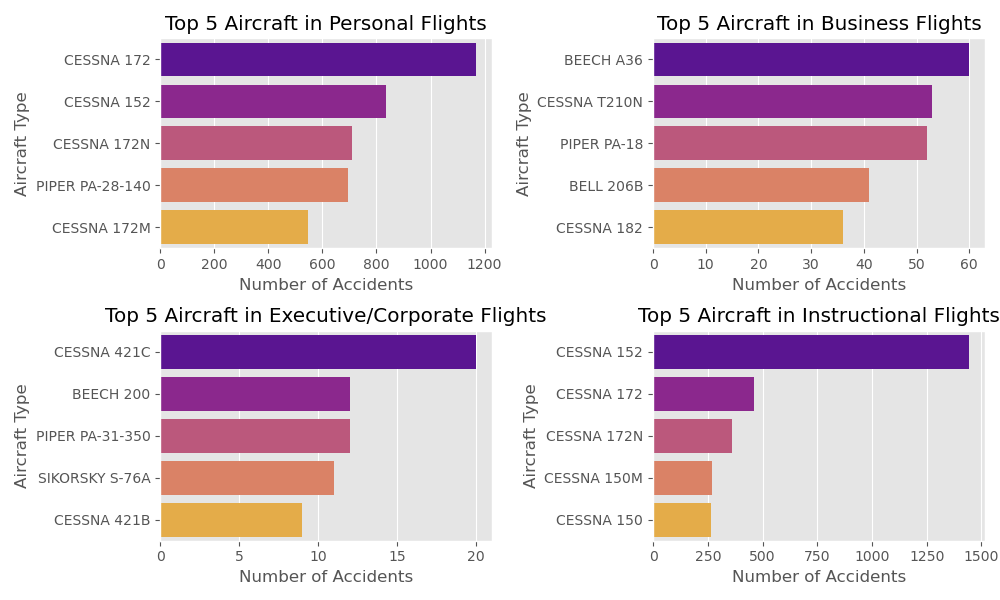 Top 5 Aircraft in Personal Flights
Aircraft Type
CESSNA 172
CESSNA 152
CESSNA 172N
PIPER PA-28-140
CESSNA 172M
0 200 400 600 800 1000 1200
Number of Accidents
Top 5 Aircraft in Business Flights
Aircraft Type
BEECH A36
CESSNA T210N
PIPER PA-18
BELL 206B
CESSNA 182
0 10 20 30 40 50 60
Number of Accidents
Top 5 Aircraft in Executive/Corporate Flights
Aircraft Type
CESSNA 421C
BEECH 200
PIPER PA-31-350
SIKORSKY S-76A
CESSNA 421B
0 5 10 15 20
Number of Accidents
Top 5 Aircraft in Instructional Flights
Aircraft Type
CESSNA 152
CESSNA 172
CESSNA 172N
CESSNA 150M
CESSNA 150
0 250 500 750 1000 1250 1500
Number of Accidents